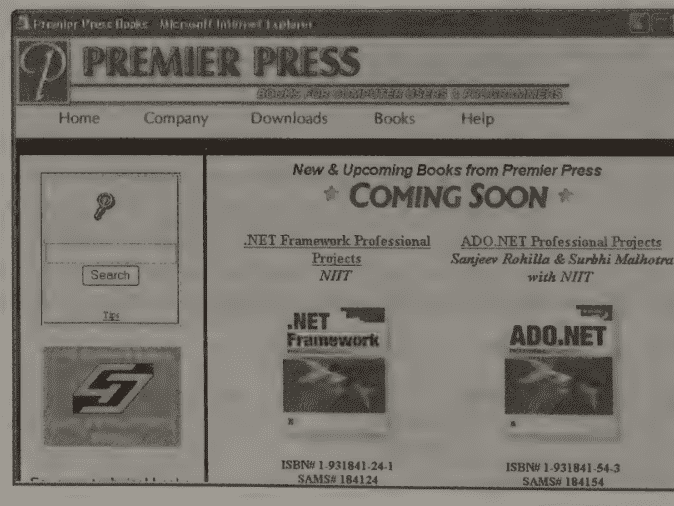 Premier Press Books - Microsoft Internet Explorer
PREMIER PRESS
BOOKS FOR COMPUTER USERS & PROGRAMMERS
Home Company Downloads Books Help
New & Upcoming Books from Premier Press
COMING SOON
Search
Tips
.NET Framework Professional
Projects
NIIT
ADO.NET Professional Projects
Sanjeev Rohilla & Surbhi Malhotra
with NIIT
.NET
Framework
ADO.NET
ISBN# 1-931841-24-1
SAMS# 184124
ISBN# 1-931841-54-3
SAMS# 184154